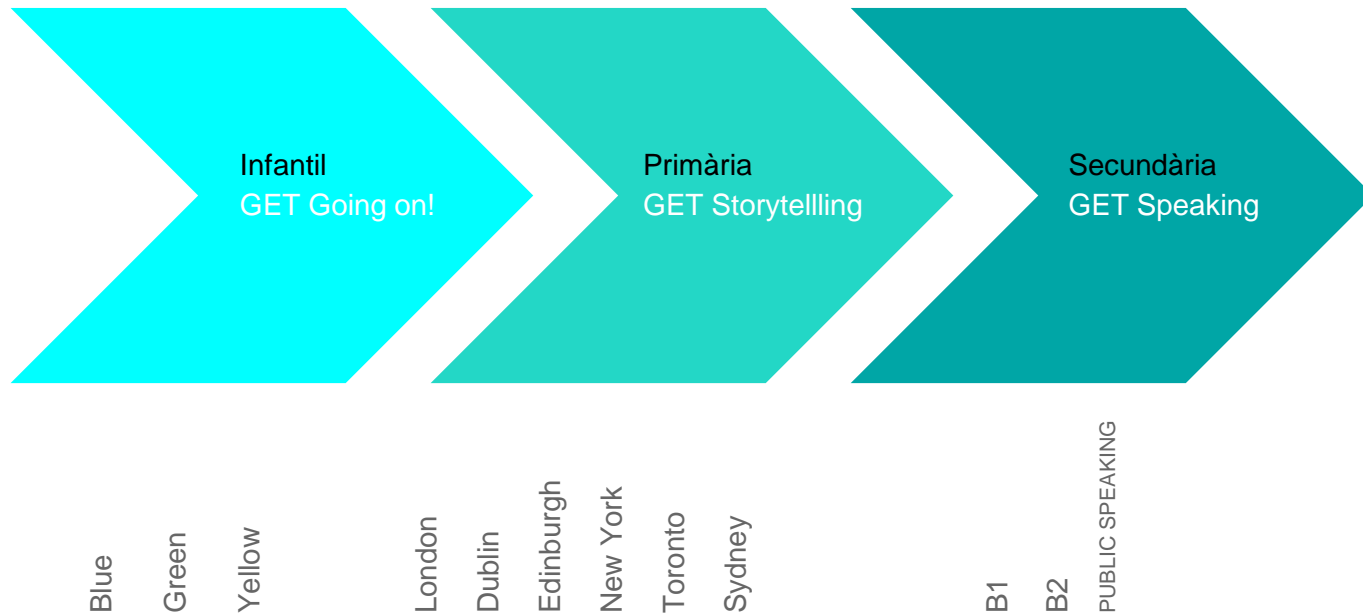 Infantil
GET Going on!
Primària
GET Storytellling
Secundària
GET Speaking
Blue
Green
Yellow
London
Dublin
Edinburgh
New York
Toronto
Sydney
B1
B2
PUBLIC SPEAKING